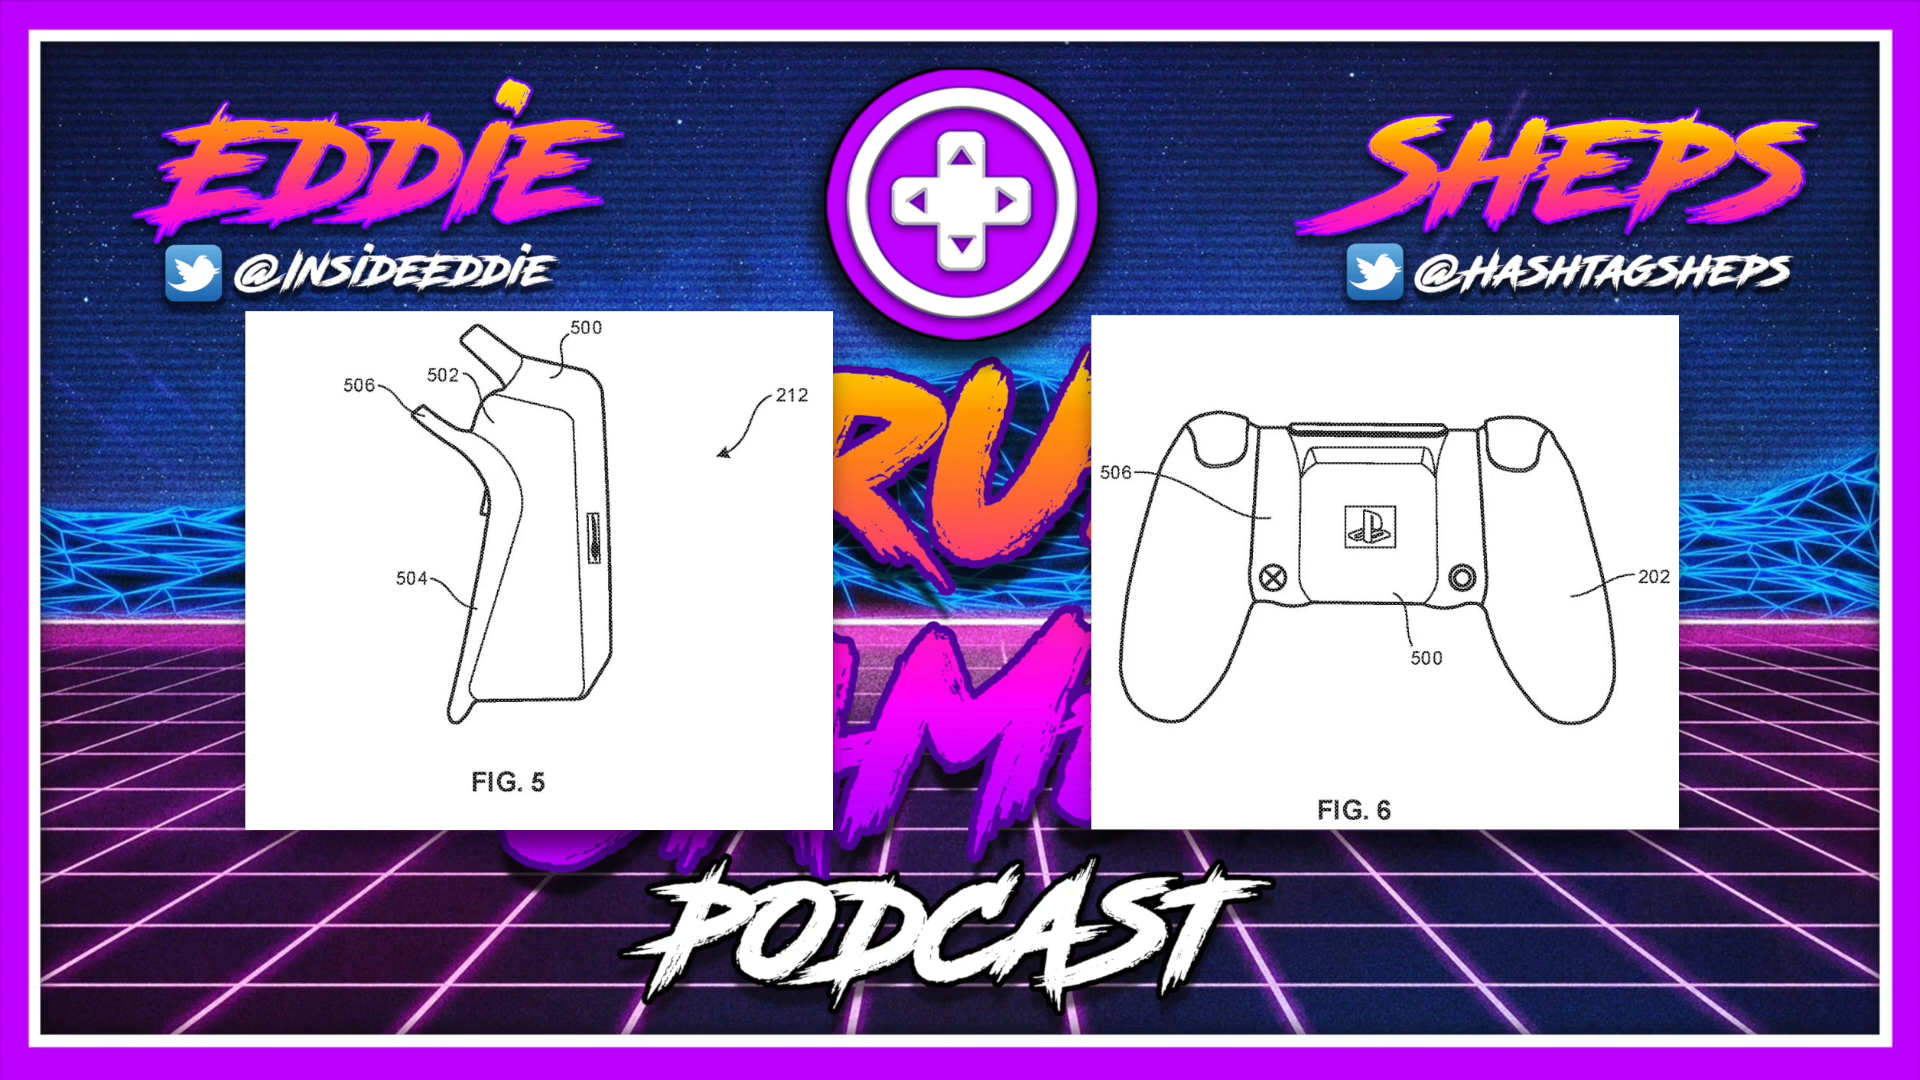 EDDIE
@INSIDEEDDIE
SHEPS
@HASHTAGSHEPS
500
506
502
212
504
FIG. 5
506
202
500
FIG. 6
PODCAST